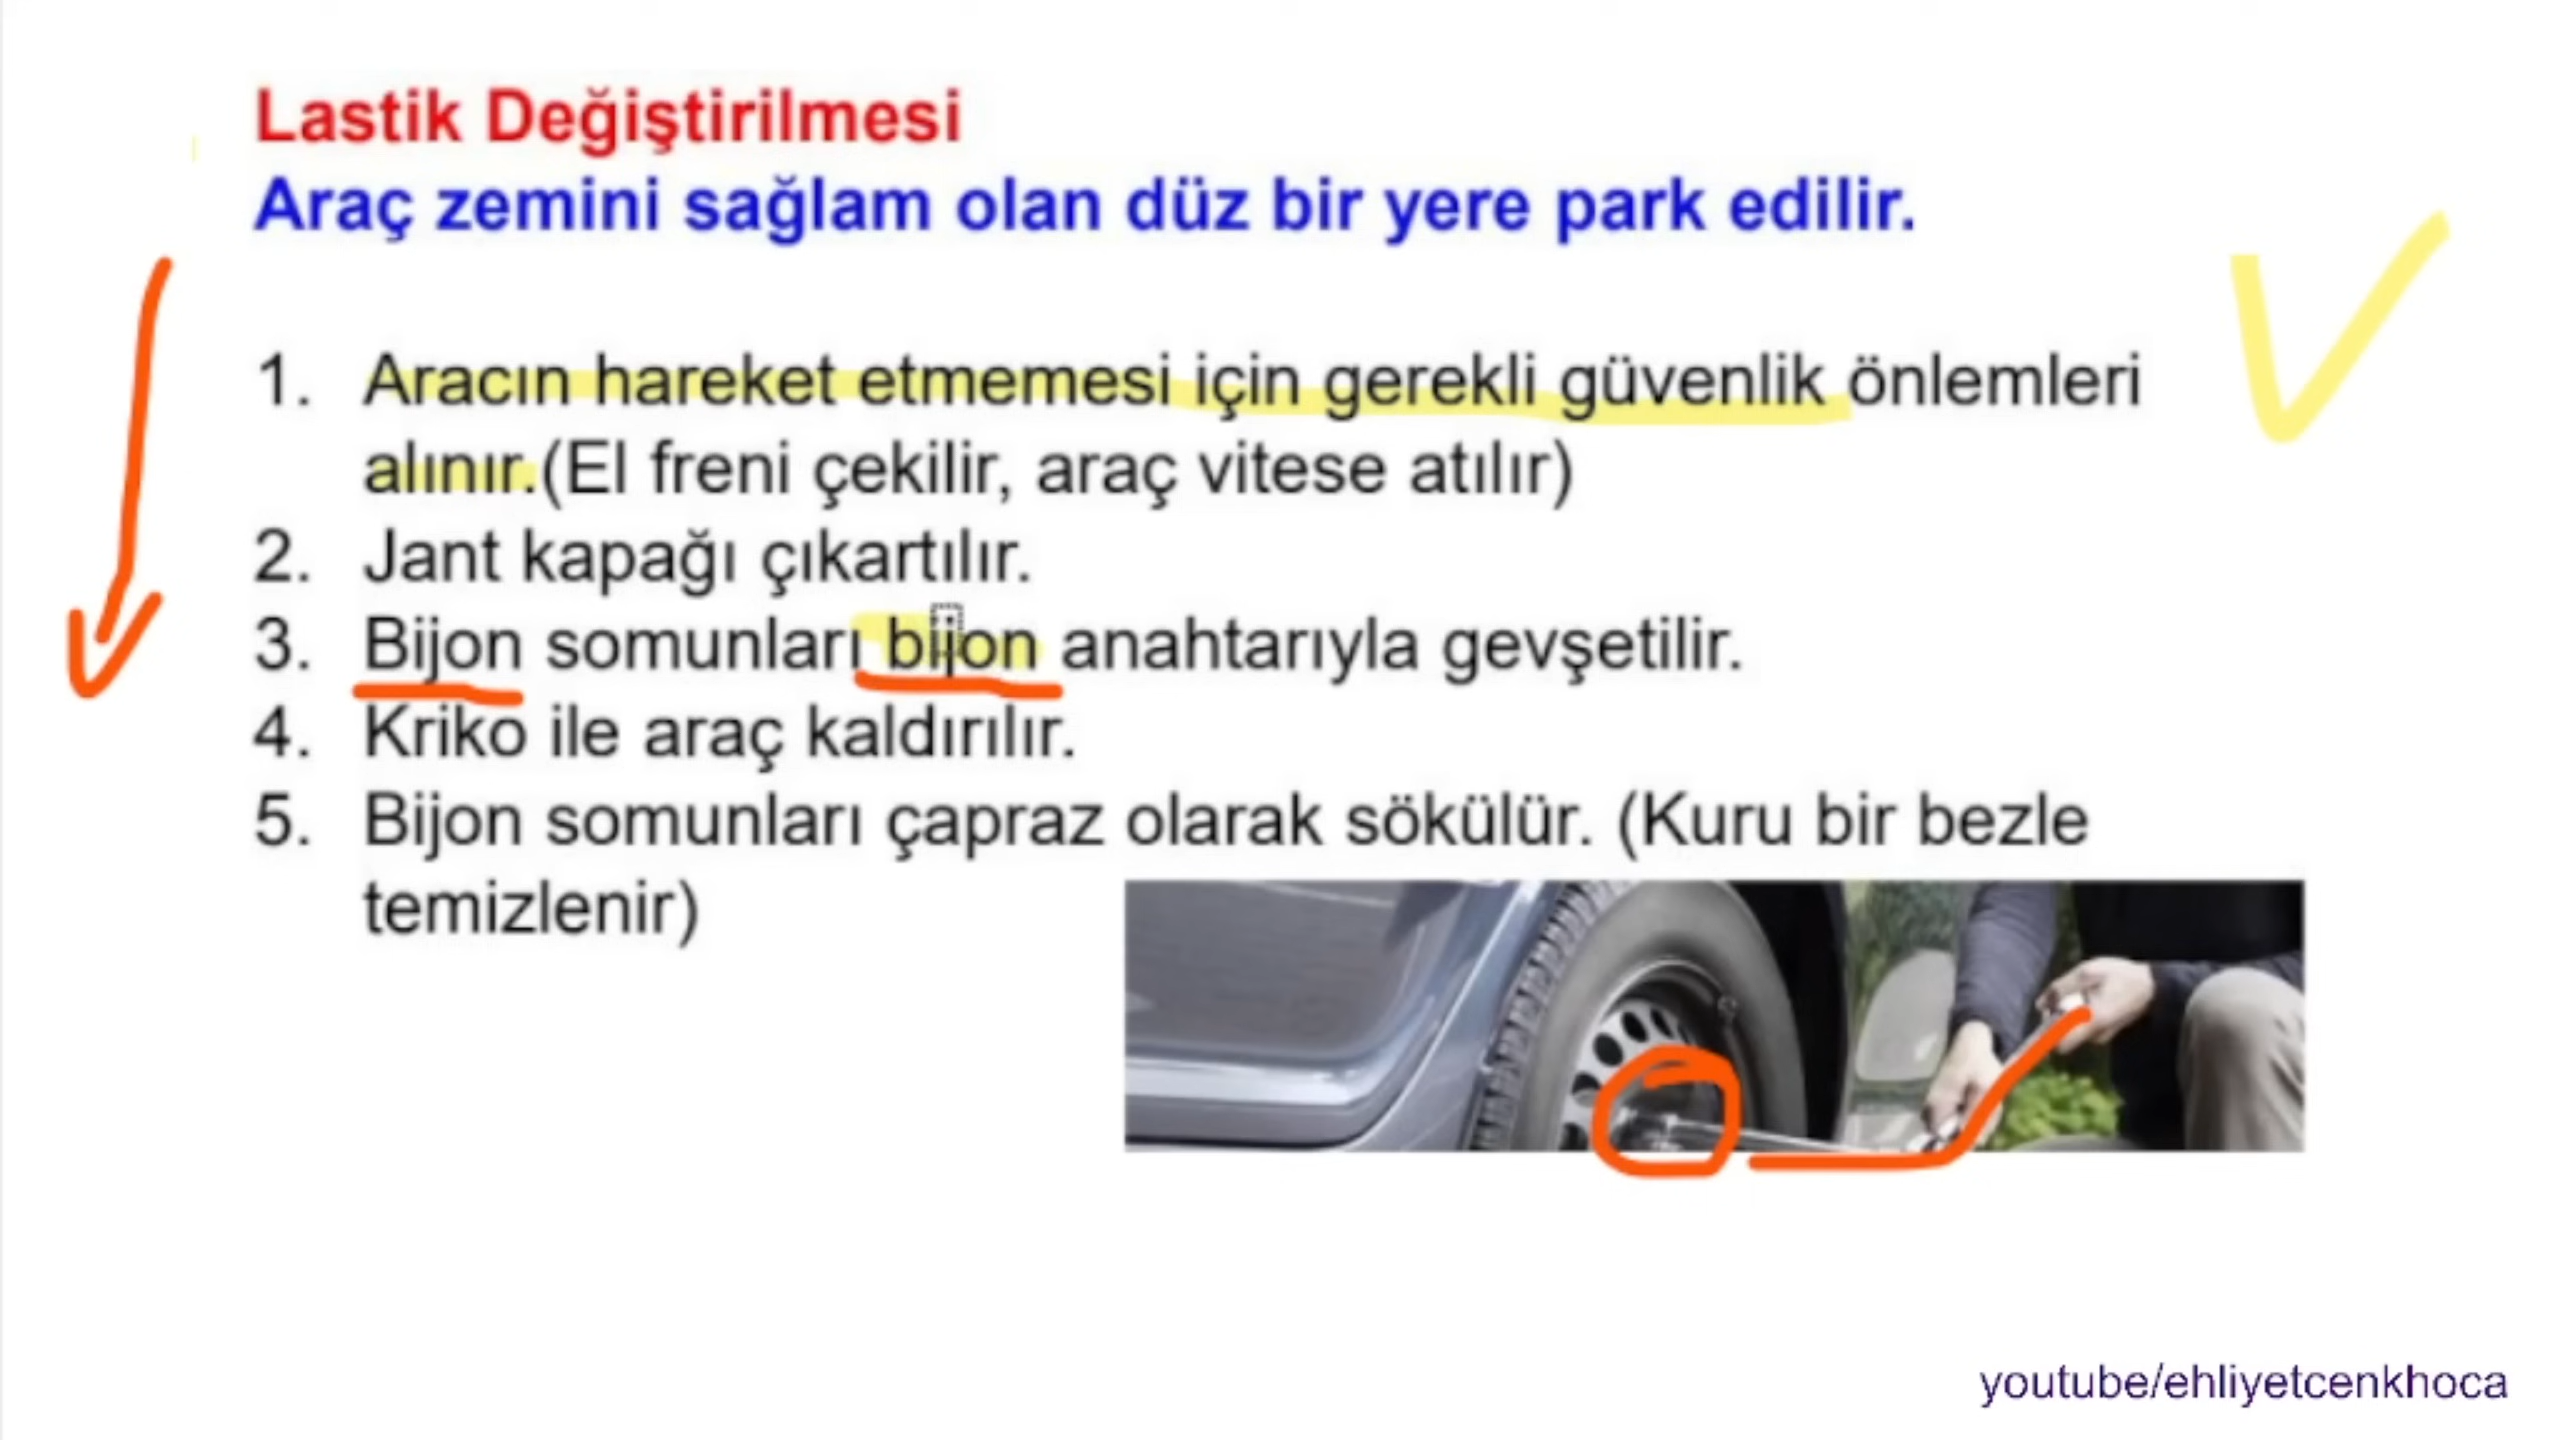 Lastik Değiştirilmesi
Araç zemini sağlam olan düz bir yere park edilir.
1. Aracın hareket etmemesi için gerekli güvenlik önlemleri
alınır.(El freni çekilir, araç vitese atılır)
2. Jant kapağı çıkartılır.
3. Bijon somunları bijon anahtarıyla gevşetilir.
4. Kriko ile araç kaldırılır.
5. Bijon somunları çapraz olarak sökülür. (Kuru bir bezle
temizlenir)
youtube/ehliyetcenkhoca